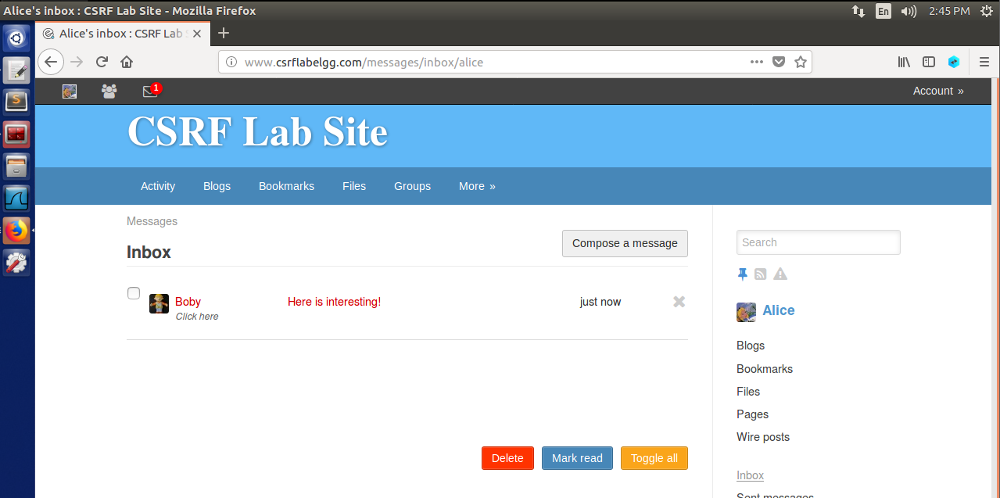 Alice's inbox : CSRF Lab Site - Mozilla Firefox
En
2:45 PM
Alice's inbox : CSRF Lab S
www.csrflabelgg.com/messages/inbox/alice
1
Account »
CSRF Lab Site
Activity
Blogs
Bookmarks
Files
Groups
More »
Messages
Inbox
Compose a message
Boby
Here is interesting!
just now
Click here
Delete
Mark read
Toggle all
Search
Alice
Blogs
Bookmarks
Files
Pages
Wire posts
Inbox
Sent messages